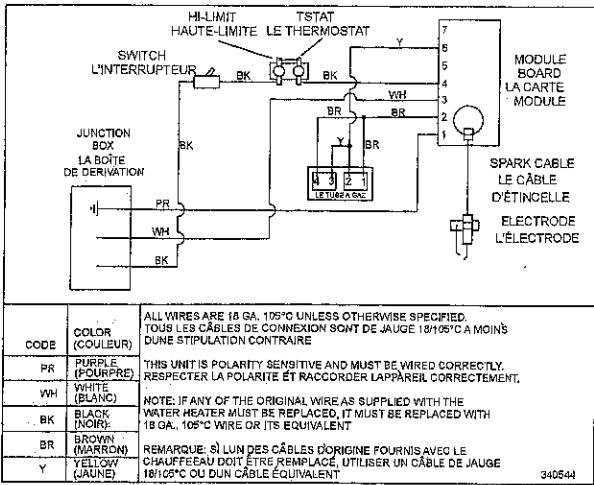 HI-LIMIT
HAUTE-LIMITE
TSTAT
LE THERMOSTAT
SWITCH
L'INTERRUPTEUR
BK
BK
Y
WH
BR
BR
BR
Y
BK
7
6
5
4
3
2
1
MODULE
BOARD
LA CARTE
MODULE
4 3 2 1
LE TUBE A GAZ
JUNCTION
BOX
LA BOÎTE
DE DERIVATION
PR
WH
BK
SPARK CABLE
LE CÂBLE
D'ÉTINCELLE
ELECTRODE
L'ÉLECTRODE
CODE
COLOR
(COULEUR)
PR
PURPLE
(POURPRE)
WH
WHITE
(BLANC)
BK
BLACK
(NOIR):
BR
BROWN
(MARRON)
Y
YELLOW
(JAUNE)
ALL WIRES ARE 18 GA. 105°C UNLESS OTHERWISE SPECIFIED.
TOUS LES CÂBLES DE CONNEXION SONT DE JAUGE 18/105°C A MOINS
DUNE STIPULATION CONTRAIRE
THIS UNIT IS POLARITY SENSITIVE AND MUST BE WIRED CORRECTLY.
RESPECTER LA POLARITE ÉT RACCORDER LAPPÀREIL CORRECTEMENT.
NOTE: IF ANY OF THE ORIGINAL WIRE AS SUPPLIED WITH THE
WATER HEATER MUST BE REPLACED, IT MUST BE REPLACED WITH
18 GA, 105°C WIRE OR ITS EQUIVALENT
REMARQUE: SÌ LUN DES CÂBLES D'ORIGINE FOURNIS AVEC LE
CHAUFFEEAU DOIT ÊTRE REMPLACÉ, UTILISER UN CÂBLE DE JAUGE
18/105°C OU DUN CÂBLE ÉQUIVALENT
340544